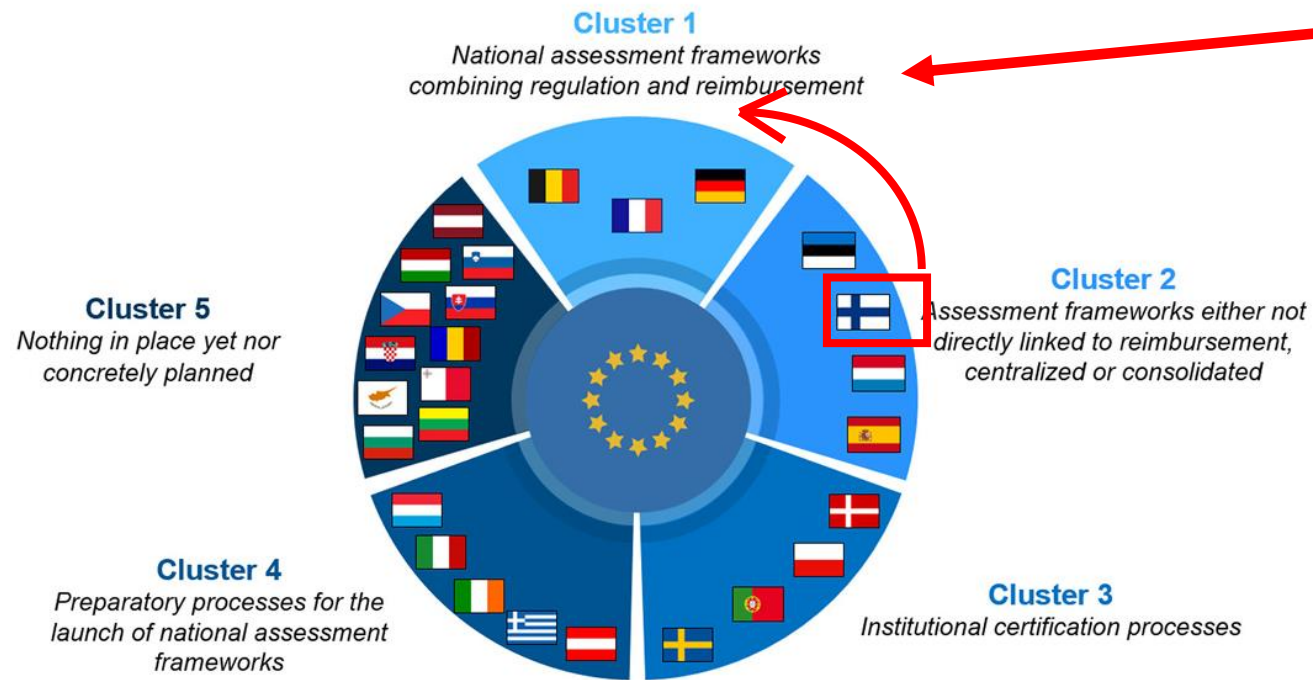 Cluster 1
National assessment frameworks
combining regulation and reimbursement
Cluster 2
Assessment frameworks either not
directly linked to reimbursement,
centralized or consolidated
Cluster 3
Institutional certification processes
Cluster 4
Preparatory processes for the
launch of national assessment
frameworks
Cluster 5
Nothing in place yet nor
concretely planned